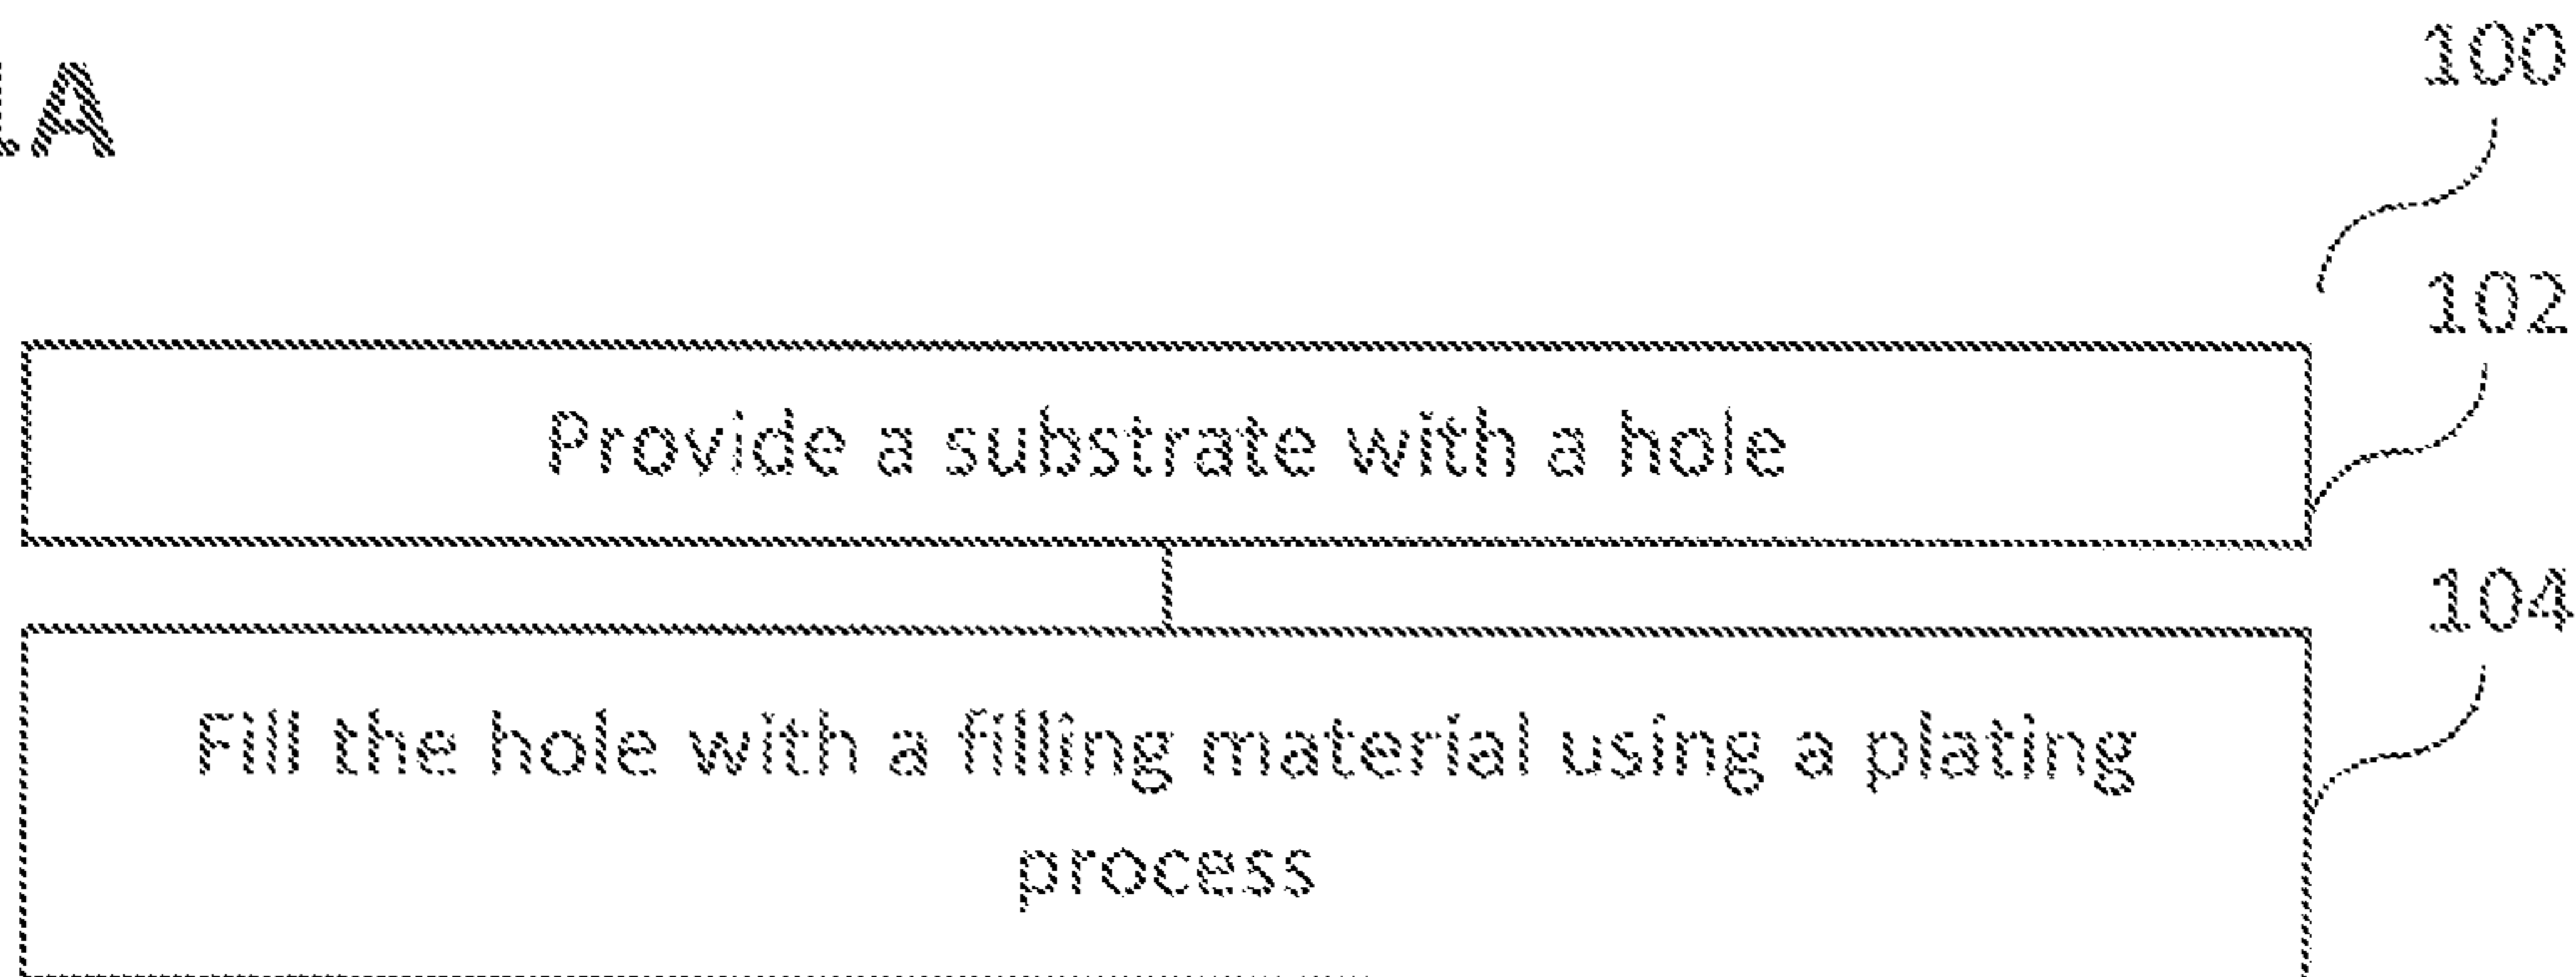 1A
100
102
Provide a substrate with a hole
104
Fill the hole with a filling material using a plating
process